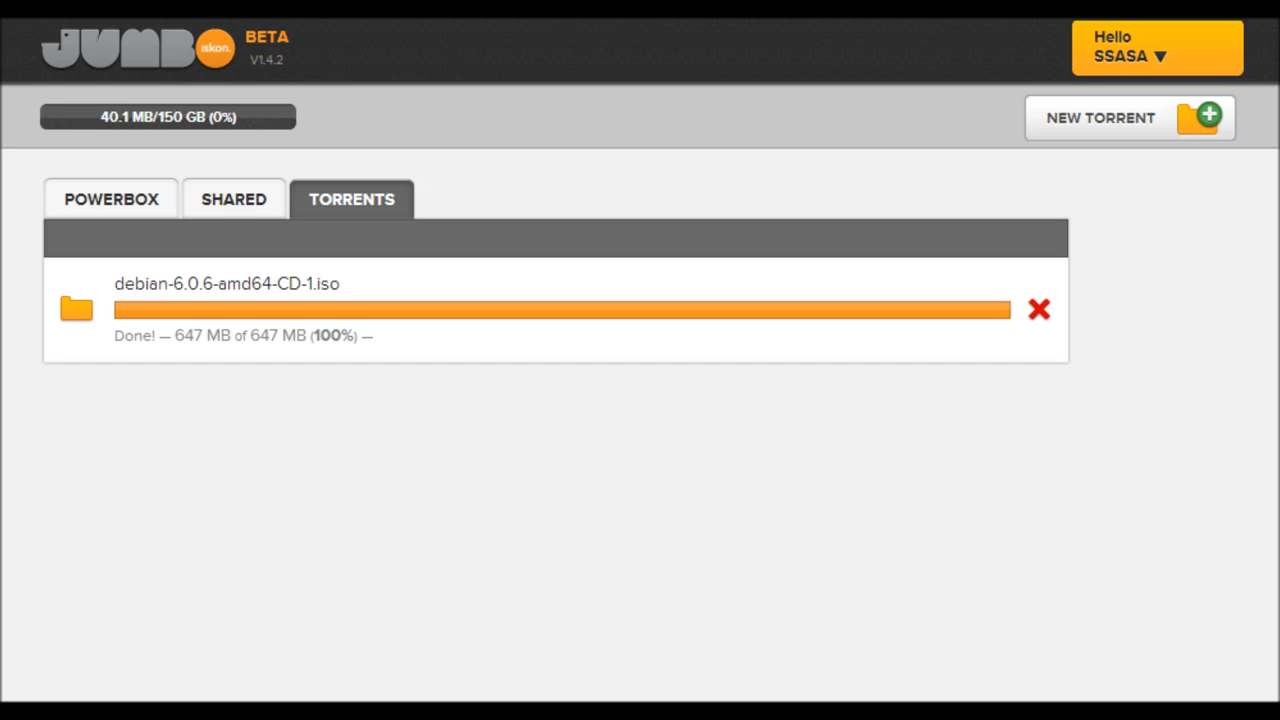 JUMBO iskon.
BETA
V1.4.2
Hello
SSASA ▼
40.1 MB/150 GB (0%)
NEW TORRENT
POWERBOX SHARED TORRENTS
debian-6.0.6-amd64-CD-1.iso
Done! — 647 MB of 647 MB (100%) —